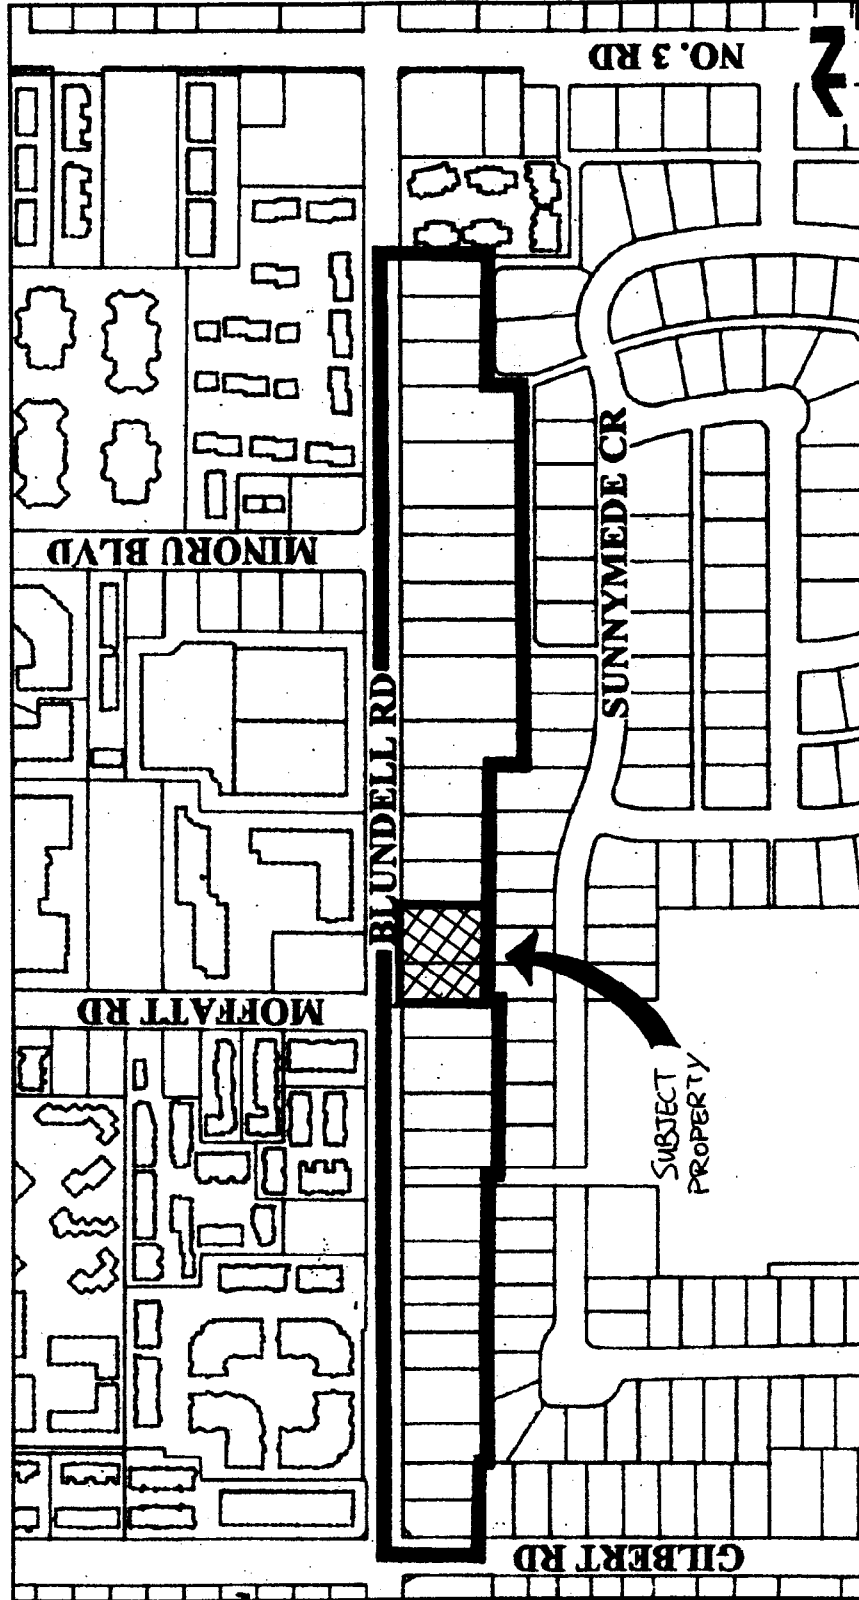 NO. 3 RD
Z
MINORU BLVD
SUNNYMEDE CR
BLUNDELL RD
MOFFATT RD
SUBJECT
PROPERTY
GILBERT RD